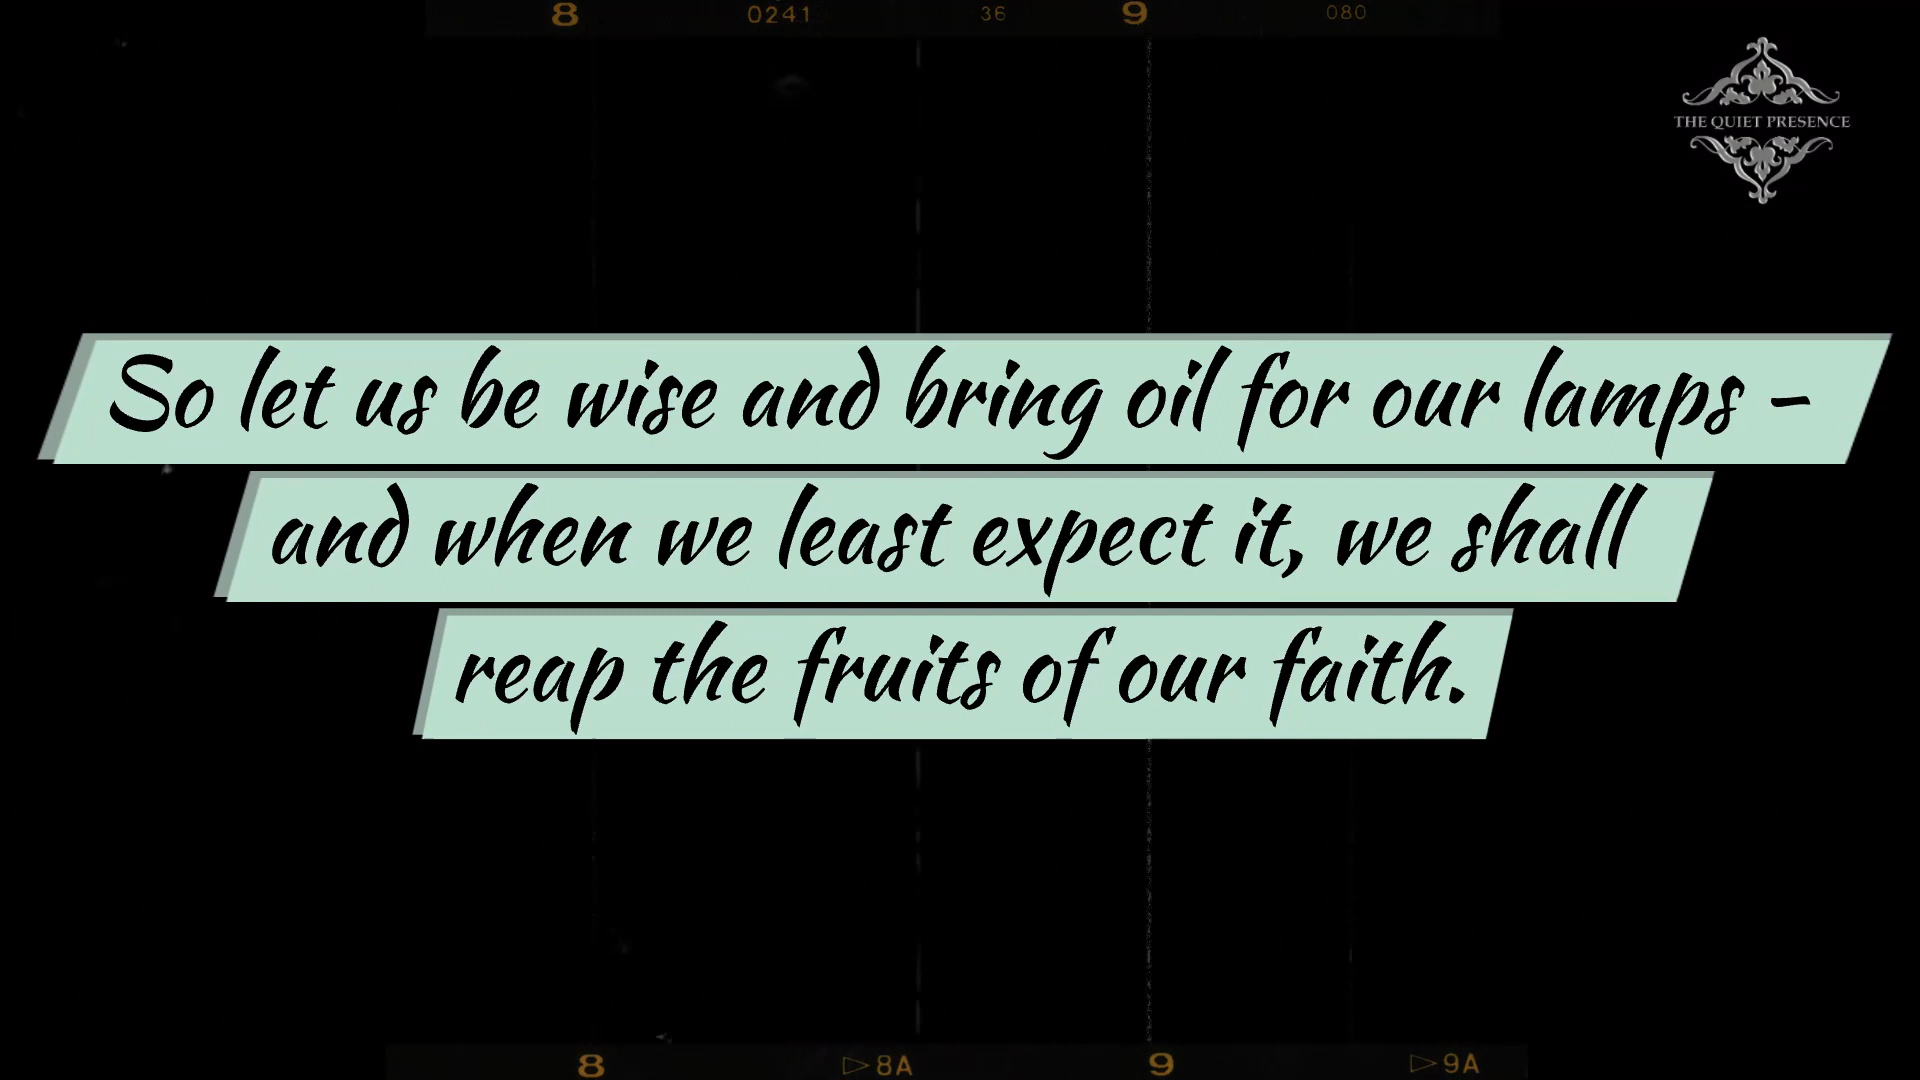 8 0241 36 9 080
THE QUIET PRESENCE
So let us be wise and bring oil for our lamps -
and when we least expect it, we shall
reap the fruits of our faith.
8 ▷8A 9 ▷9A